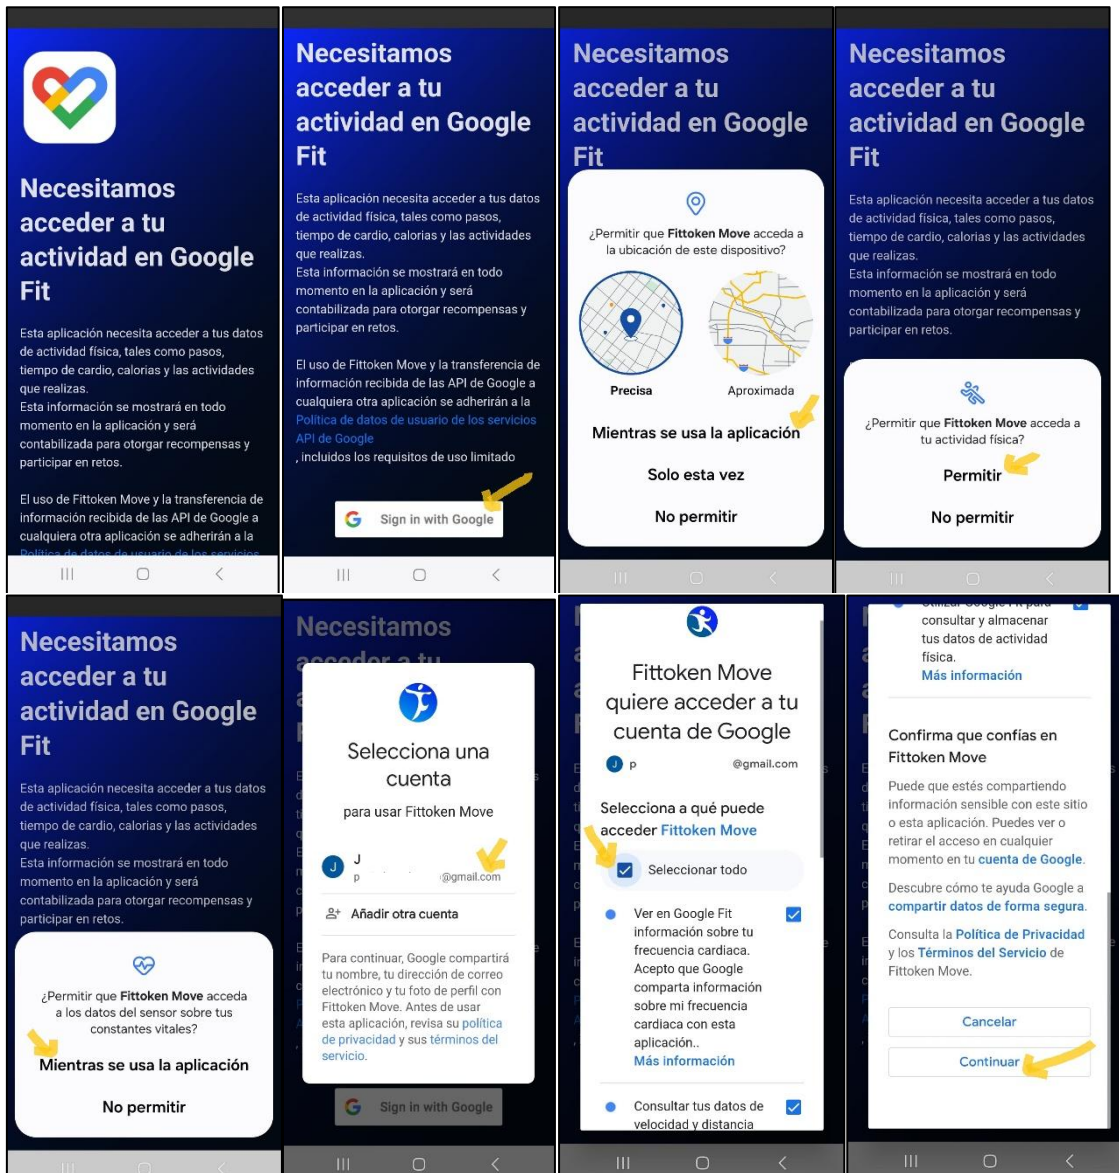 Necesitamos
acceder a tu
actividad en Google
Fit
Esta aplicación necesita acceder a tus datos
de actividad física, tales como pasos,
tiempo de cardio, calorias y las actividades
que realizas.
Esta información se mostrará en todo
momento en la aplicación y será
contabilizada para otorgar recompensas y
participar en retos.
El uso de Fittoken Move y la transferencia de
información recibida de las API de Google a
cualquiera otra aplicación se adherirán a la
Política de datos de usuario de los servicios
Necesitamos
acceder a tu
actividad en Google
Fit
Esta aplicación necesita acceder a tus datos
de actividad física, tales como pasos,
tiempo de cardio, calorias y las actividades
que realizas.
Esta información se mostrará en todo
momento en la aplicación y será
contabilizada para otorgar recompensas y
participar en retos.
El uso de Fittoken Move y la transferencia de
información recibida de las API de Google a
cualquiera otra aplicación se adherirán a la
Política de datos de usuario de los servicios
API de Google
, incluidos los requisitos de uso limitado
Sign in with Google
Necesitamos
acceder a tu
actividad en Google
Fit
¿Permitir que Fittoken Move acceda a
la ubicación de este dispositivo?
Precisa
Aproximada
Mientras se usa la aplicación
Solo esta vez
No permitir
Necesitamos
acceder a tu
actividad en Google
Fit
Esta aplicación necesita acceder a tus datos
de actividad física, tales como pasos,
tiempo de cardio, calorias y las actividades
que realizas.
Esta información se mostrará en todo
momento en la aplicación y será
contabilizada para otorgar recompensas y
participar en retos.
¿Permitir que Fittoken Move acceda a
tu actividad física?
Permitir
No permitir
Necesitamos
acceder a tu
actividad en Google
Fit
Esta aplicación necesita acceder a tus datos
de actividad física, tales como pasos,
tiempo de cardio, calorias y las actividades
que realizas.
Esta información se mostrará en todo
momento en la aplicación y será
contabilizada para otorgar recompensas y
participar en retos.
¿Permitir que Fittoken Move acceda
a los datos del sensor sobre tus
constantes vitales?
Mientras se usa la aplicación
No permitir
Necesitamos
acceder a tu
Selecciona una
cuenta
para usar Fittoken Move
J
J
p @gmail.com
Añadir otra cuenta
Para continuar, Google compartirá
tu nombre, tu dirección de correo
electrónico y tu foto de perfil con
Fittoken Move. Antes de usar
esta aplicación, revisa su política
de privacidad y sus términos del
servicio.
Sign in with Google
Fittoken Move
quiere acceder a tu
cuenta de Google
J p @gmail.com
Selecciona a qué puede
acceder Fittoken Move
Seleccionar todo
Ver en Google Fit
información sobre tu
frecuencia cardiaca.
Acepto que Google
comparta información
sobre mi frecuencia
cardiaca con esta
aplicación..
Más información
Consultar tus datos de
velocidad y distancia
Utilizar Google Fit para
consultar y almacenar
tus datos de actividad
física.
Más información
Confirma que confías en
Fittoken Move
Puede que estés compartiendo
información sensible con este sitio
o esta aplicación. Puedes ver o
retirar el acceso en cualquier
momento en tu cuenta de Google.
Descubre cómo te ayuda Google a
compartir datos de forma segura.
Consulta la Política de Privacidad
y los Términos del Servicio de
Fittoken Move.
Cancelar
Continuar